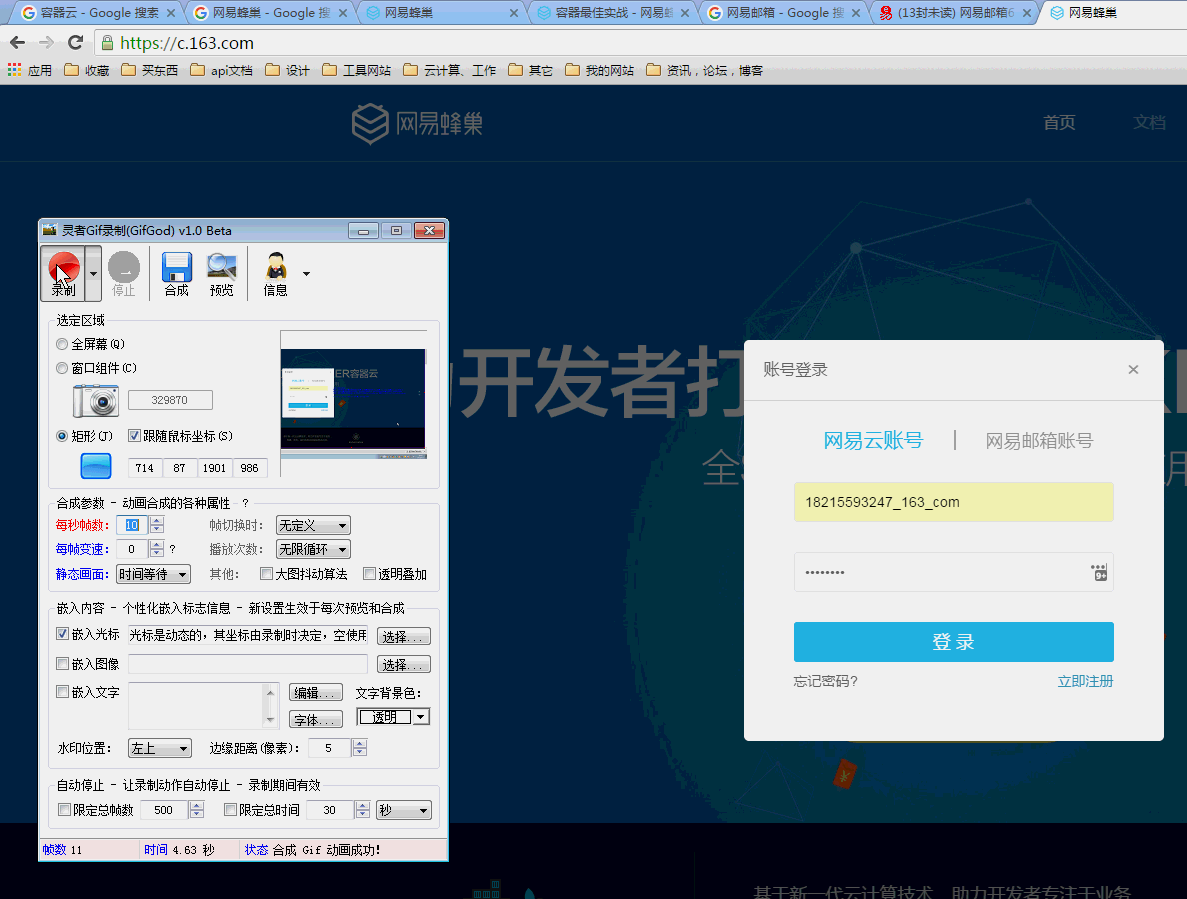 容器云 - Google 搜索
网易蜂巢 - Google 搜
网易蜂巢
容器最佳实战 - 网易蜂
网易邮箱 - Google 搜
(13封未读) 网易邮箱6
网易蜂巢
https://c.163.com
应用 收藏 买东西 api文档 设计 工具网站 云计算、工作 其它 我的网站 资讯，论坛，博客
网易蜂巢
首页 文档
灵者Gif录制(GifGod) v1.0 Beta
录制 停止 合成 预览 信息
选定区域
全屏幕(Q)
窗口组件(C)
329870
矩形(T) 跟随鼠标坐标(S)
714 87 1901 986
ER容器云
合成参数 - 动画合成的各种属性 - ?
每秒帧数: 10 帧切换时: 无定义
每帧变速: 0 ? 播放次数: 无限循环
静态画面: 时间等待 其他: 大图抖动算法 透明叠加
嵌入内容 - 个性化嵌入标志信息 - 新设置生效于每次预览和合成
嵌入光标 光标是动态的，其坐标由录制时决定，空使用 选择...
嵌入图像 选择...
嵌入文字 编辑... 文字背景色:
字体... 透明
水印位置: 左上 边缘距离(像素): 5
自动停止 - 让录制动作自动停止 - 录制期间有效
限定总帧数 500 限定总时间 30 秒
帧数 11 时间 4.63 秒 状态 合成 Gif 动画成功!
开发者打
全
用
账号登录 ×
网易云账号 | 网易邮箱账号
18215593247_163_com
••••••••
9+
登 录
忘记密码? 立即注册
¥
基于新一代云计算技术，助力开发者专注于业务